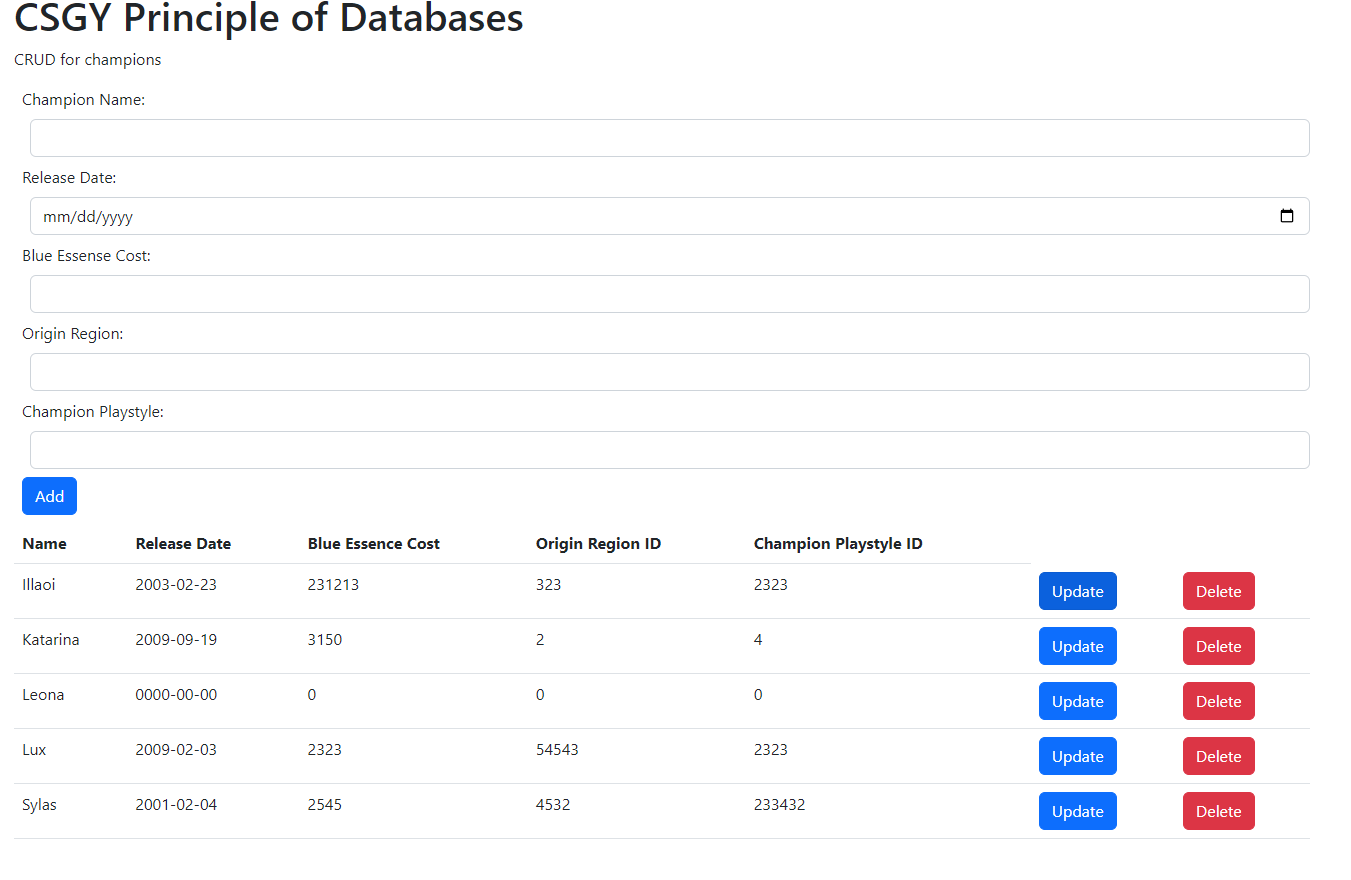 CSGY Principle of Databases
CRUD for champions
Champion Name:
Release Date:
mm/dd/yyyy
Blue Essense Cost:
Origin Region:
Champion Playstyle:
Add
Name Release Date Blue Essence Cost Origin Region ID Champion Playstyle ID
Illaoi 2003-02-23 231213 323 2323 Update Delete
Katarina 2009-09-19 3150 2 4 Update Delete
Leona 0000-00-00 0 0 0 Update Delete
Lux 2009-02-03 2323 54543 2323 Update Delete
Sylas 2001-02-04 2545 4532 233432 Update Delete